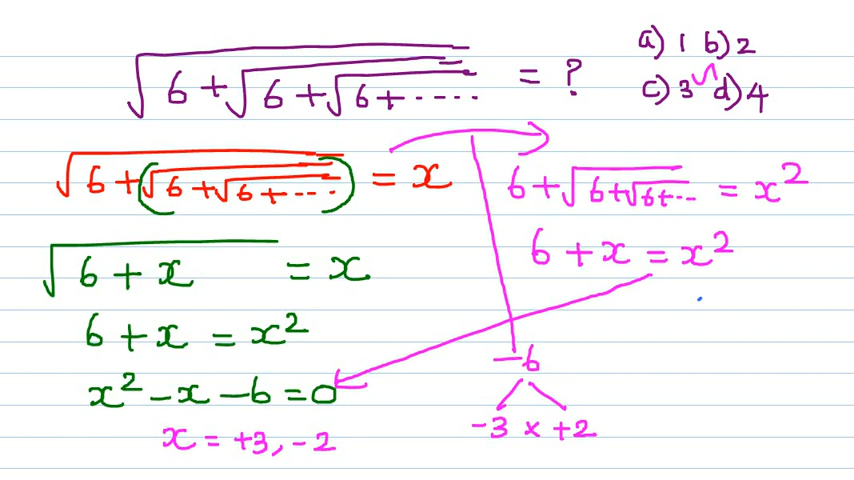 √6+√6+√6+..... = ?
a) 1 b) 2
c) 3 d) 4
√6+(√6+√6+....) = x
6+√6+√6+... = x²
√6+x = x
6+x = x²
6+x = x²
x²-x-6=0
-6
-3 x +2
x = +3, -2